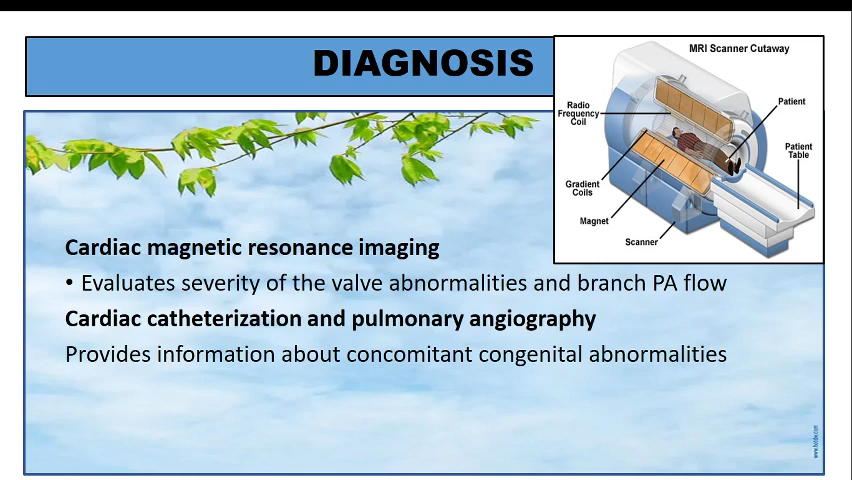 DIAGNOSIS
MRI Scanner Cutaway
Radio
Frequency
Coil
Patient
Patient
Table
Gradient
Coils
Magnet
Scanner
Cardiac magnetic resonance imaging
• Evaluates severity of the valve abnormalities and branch PA flow
Cardiac catheterization and pulmonary angiography
Provides information about concomitant congenital abnormalities